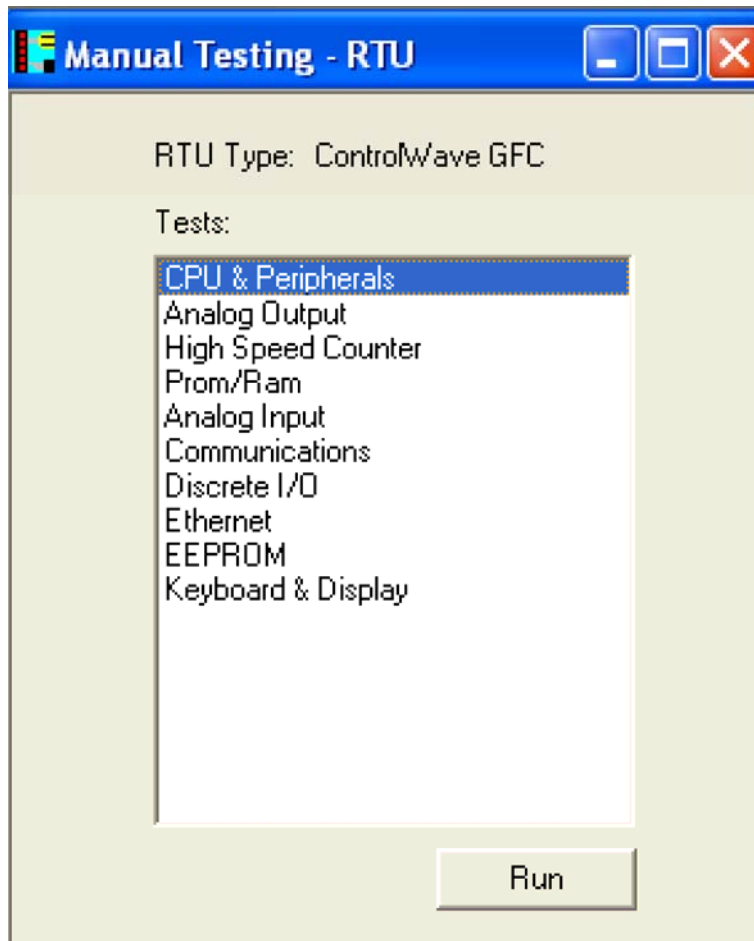 Manual Testing - RTU
RTU Type: ControlWave GFC
Tests:
CPU & Peripherals
Analog Output
High Speed Counter
Prom/Ram
Analog Input
Communications
Discrete I/O
Ethernet
EEPROM
Keyboard & Display
Run